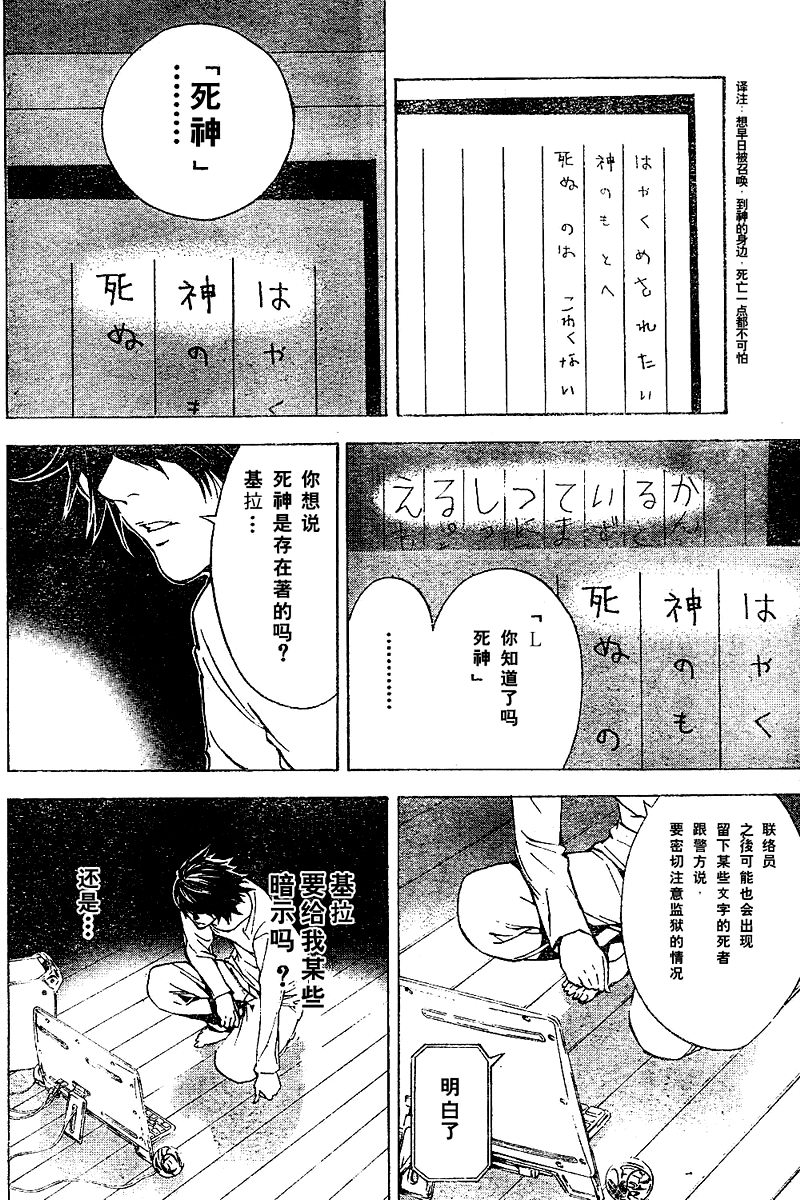 译注：想早日被召唤．到神的身边．死亡一点都不可怕
はやくめされたい
神のもとへ
死ぬのは こわくない
「死神」
………
はやく
神のも
死ぬ
えるしっているか
はやく
神のも
死ぬの
「L
你知道了吗
死神」
…………
你想说
死神是存在著的吗？
基拉…
联络员
之後可能也会出现
留下某些文字的死者
跟警方说．
要密切注意监狱的情况
明白了
基拉
要给我某些
暗示吗？
还是…